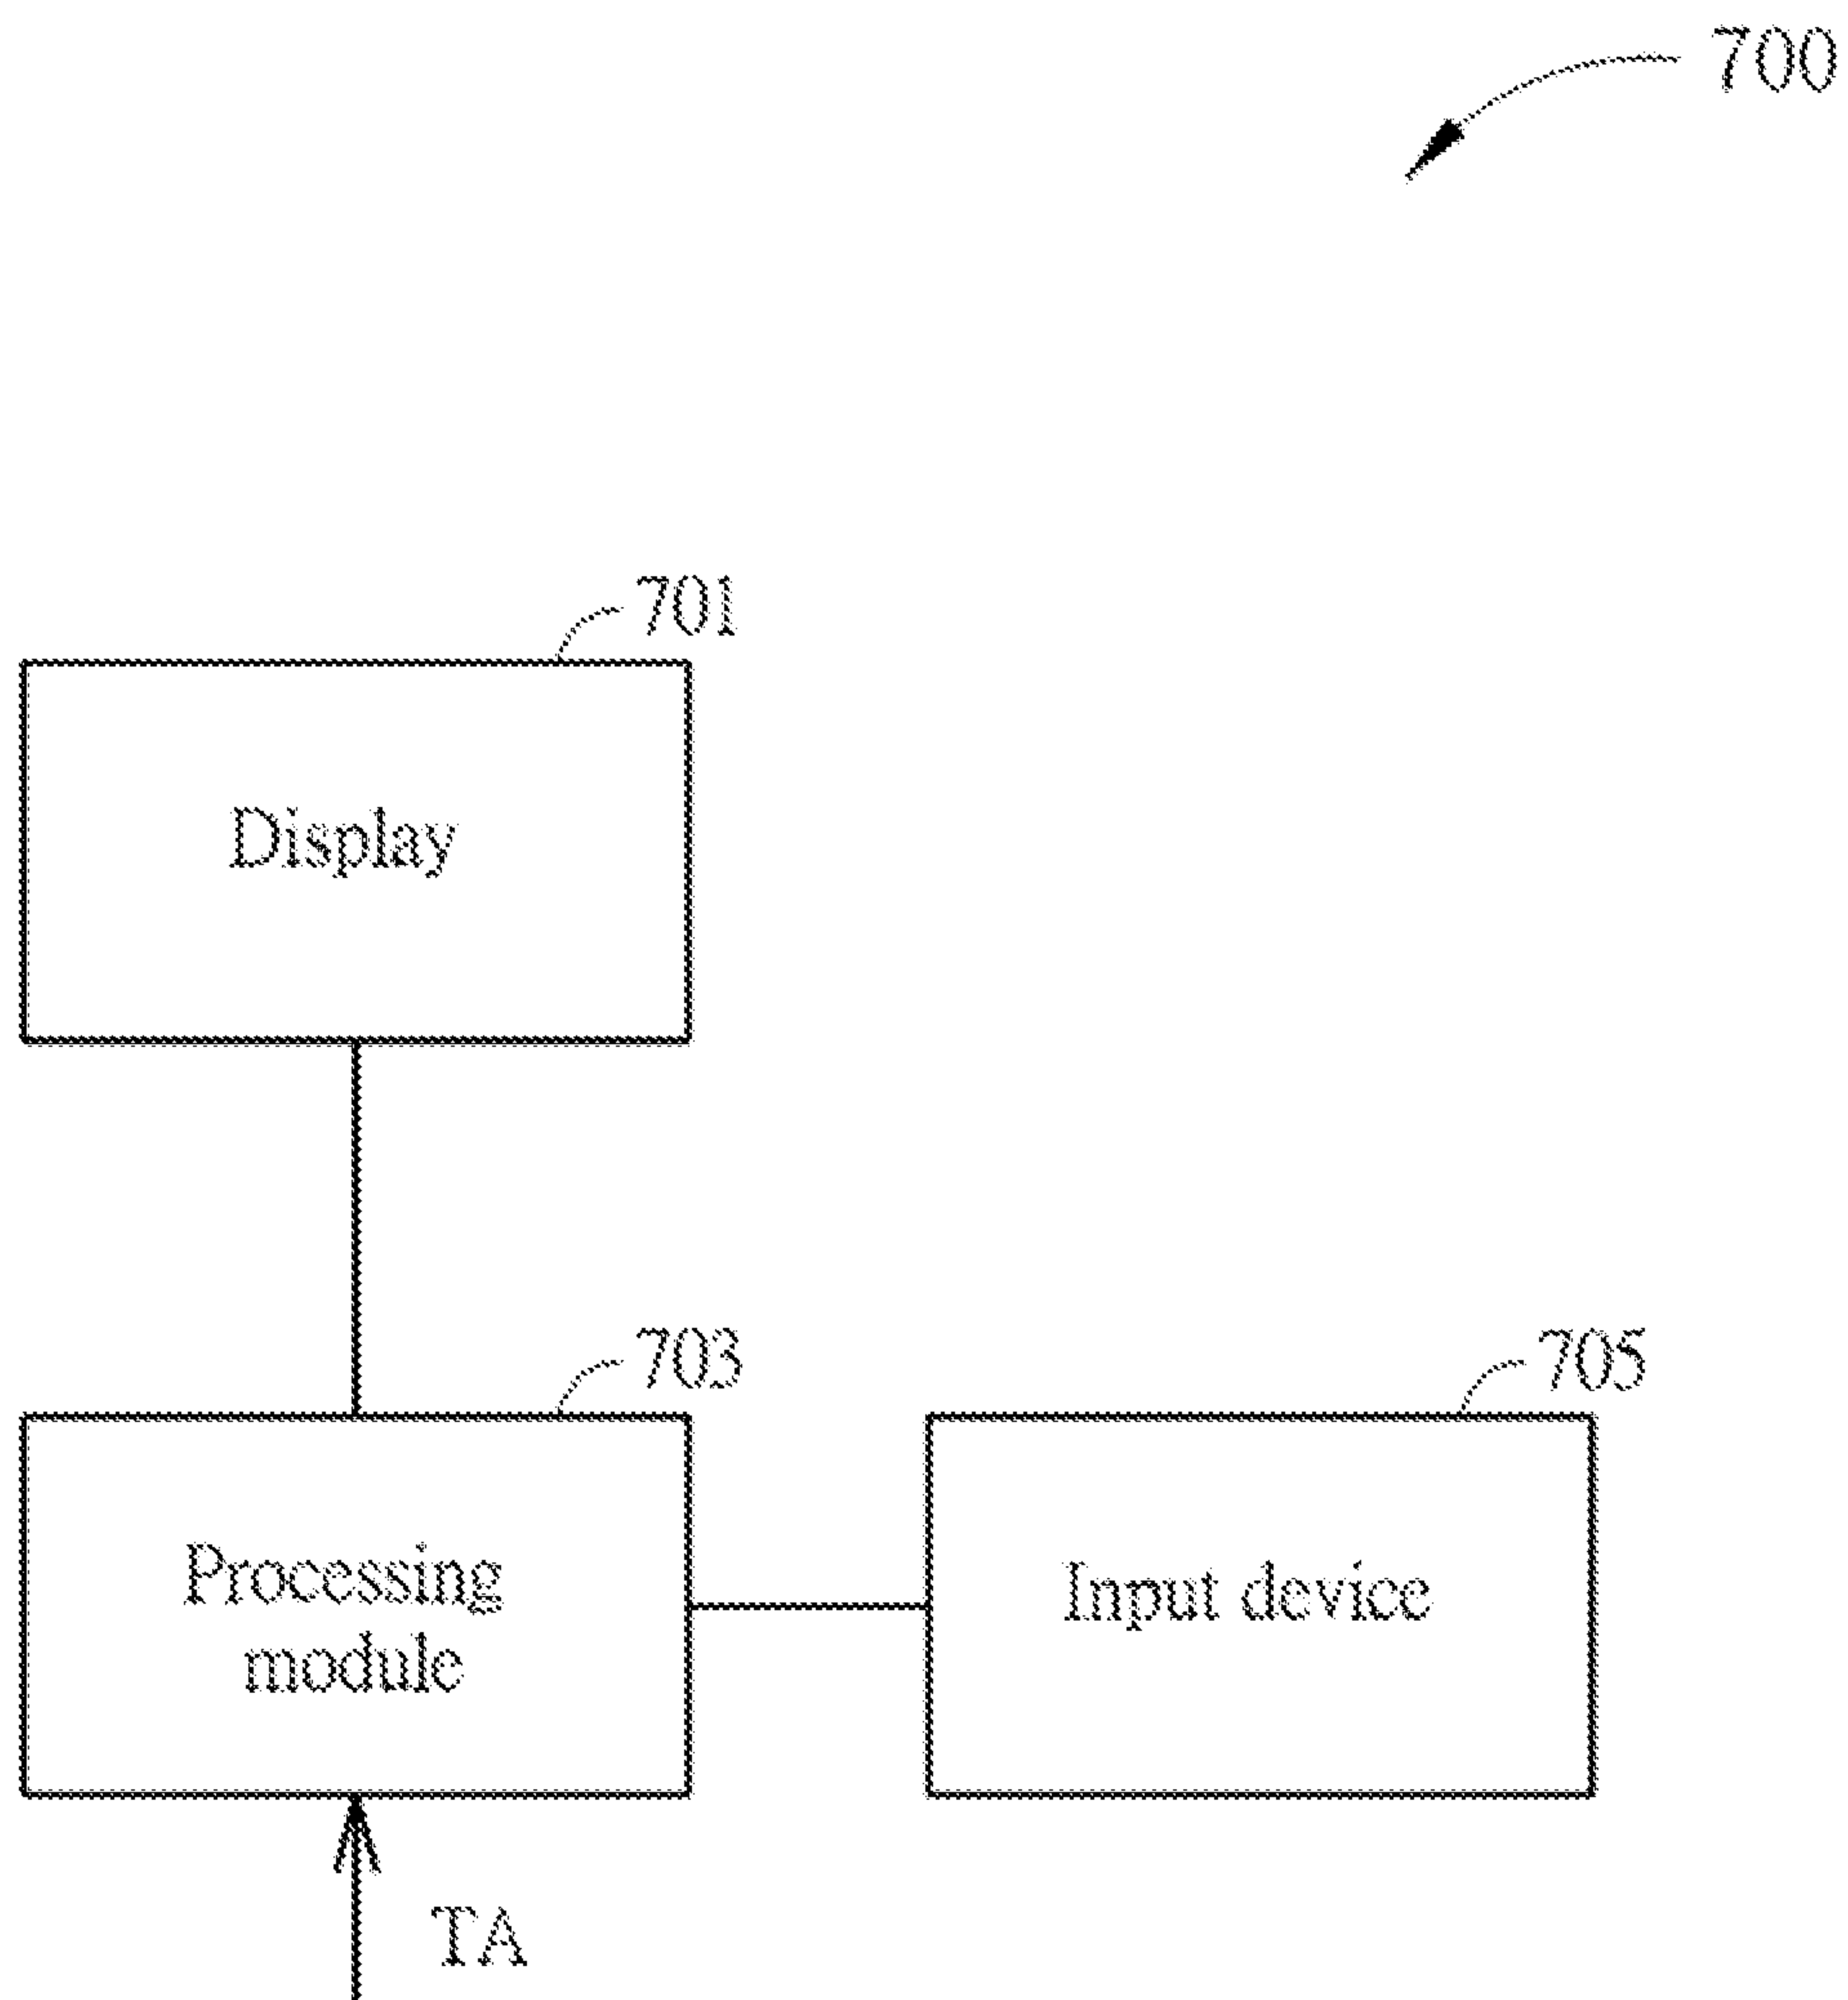 700
701
Display
703
705
Processing
module
Input device
TA